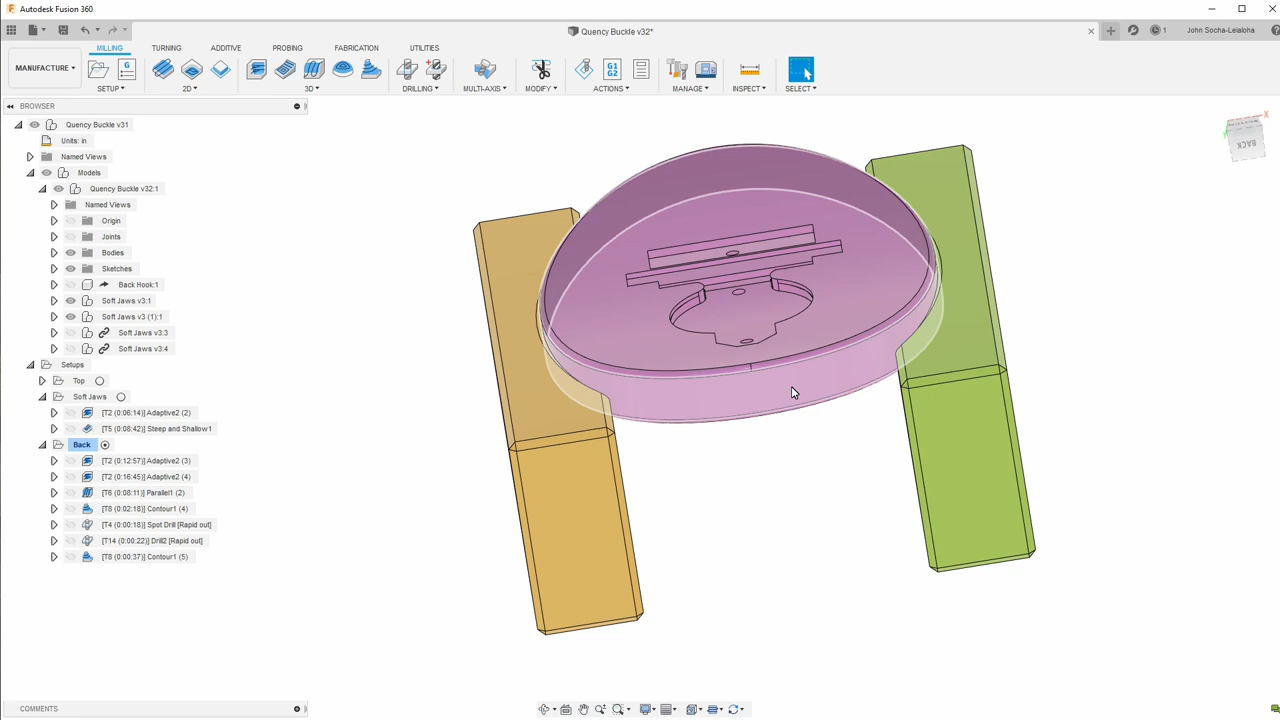 Autodesk Fusion 360
Quency Buckle v32*
1
John Socha-Leialoha
MILLING TURNING ADDITIVE PROBING FABRICATION UTILITIES
MANUFACTURE
G
G1
G2
SETUP 2D 3D DRILLING MULTI-AXIS MODIFY ACTIONS MANAGE INSPECT SELECT
BROWSER
Quency Buckle v31
Units: in
Named Views
Models
Quency Buckle v32:1
Named Views
Origin
Joints
Bodies
Sketches
Back Hook:1
Soft Jaws v3:1
Soft Jaws v3 (1):1
Soft Jaws v3:3
Soft Jaws v3:4
Setups
Top
Soft Jaws
[T2 (0:06:14)] Adaptive2 (2)
[T5 (0:08:42)] Steep and Shallow1
Back
[T2 (0:12:57)] Adaptive2 (3)
[T2 (0:16:45)] Adaptive2 (4)
[T6 (0:08:11)] Parallel1 (2)
[T8 (0:02:18)] Contour1 (4)
[T4 (0:00:18)] Spot Drill [Rapid out]
[T14 (0:00:22)] Drill2 [Rapid out]
[T8 (0:00:37)] Contour1 (5)
X
BACK
COMMENTS